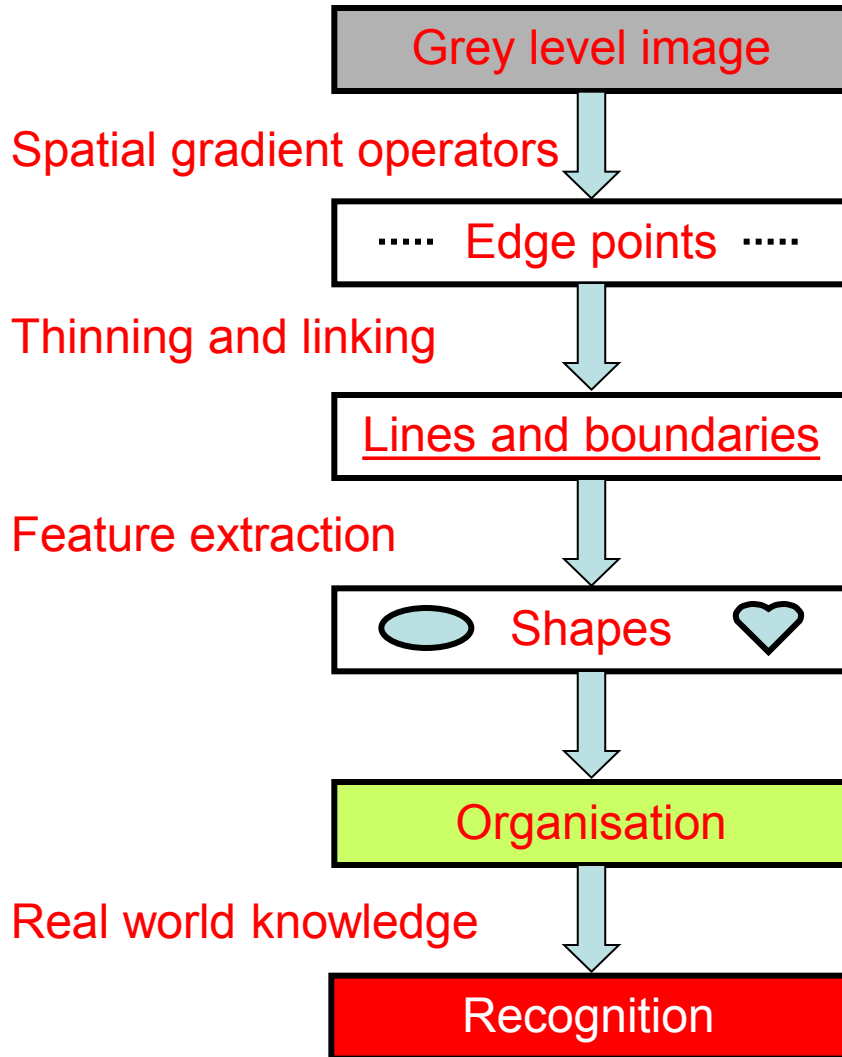 Grey level image
Spatial gradient operators
Edge points
Thinning and linking
Lines and boundaries
Feature extraction
Shapes
Organisation
Real world knowledge
Recognition